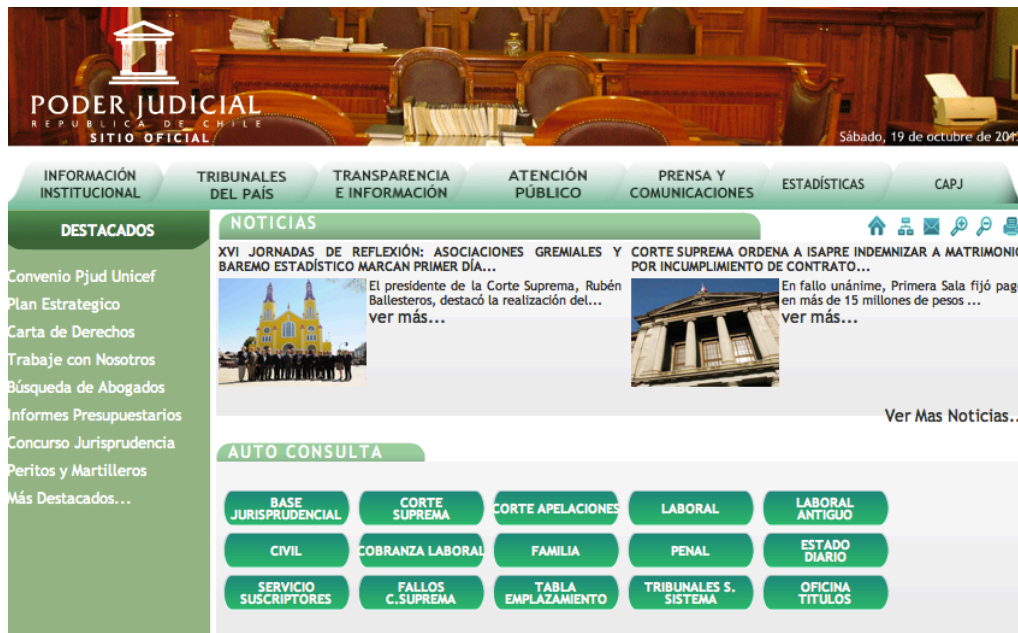 PODER JUDICIAL
REPUBLICA DE CHILE
SITIO OFICIAL
Sábado, 19 de octubre de
INFORMACIÓN
INSTITUCIONAL
TRIBUNALES
DEL PAÍS
TRANSPARENCIA
E INFORMACIÓN
ATENCIÓN
PÚBLICO
PRENSA Y
COMUNICACIONES
ESTADÍSTICAS
CAPJ
DESTACADOS
Convenio Pjud Unicef
Plan Estrategico
Carta de Derechos
Trabaje con Nosotros
Búsqueda de Abogados
Informes Presupuestarios
Concurso Jurisprudencia
Peritos y Martilleros
Más Destacados...
NOTICIAS
XVI JORNADAS DE REFLEXIÓN: ASOCIACIONES GREMIALES Y
BAREMO ESTADÍSTICO MARCAN PRIMER DÍA...
El presidente de la Corte Suprema, Rubén
Ballesteros, destacó la realización del...
ver más...
CORTE SUPREMA ORDENA A ISAPRE INDEMNIZAR A MATRIMONIO
POR INCUMPLIMIENTO DE CONTRATO...
En fallo unánime, Primera Sala fijó pago
en más de 15 millones de pesos ...
ver más...
Ver Mas Noticias..
AUTO CONSULTA
BASE
JURISPRUDENCIAL
CORTE
SUPREMA
CORTE APELACIONES
LABORAL
LABORAL
ANTIGUO
CIVIL
COBRANZA LABORAL
FAMILIA
PENAL
ESTADO
DIARIO
SERVICIO
SUSCRIPTORES
FALLOS
C.SUPREMA
TABLA
EMPLAZAMIENTO
TRIBUNALES S.
SISTEMA
OFICINA
TITULOS